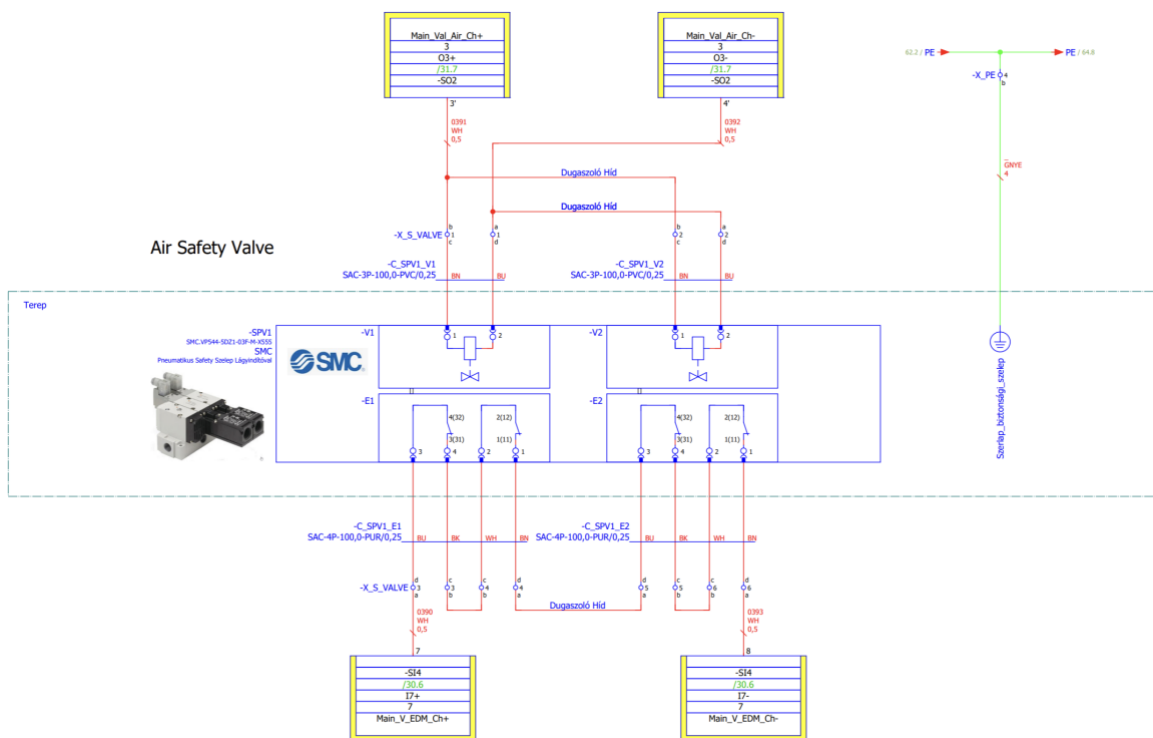 Main_Val_Air_Ch+
3
O3+
/31.7
-SO2
3'
Main_Val_Air_Ch-
3
O3-
/31.7
-SO2
4'
62.2 / PE
PE / 64.8
-X_PE
4
b
GNYE
4
0391
WH
0,5
0392
WH
0,5
Dugaszoló Híd
Dugaszoló Híd
Air Safety Valve
-X_S_VALVE
b
1
c
a
1
d
b
2
c
a
2
d
-C_SPV1_V1
SAC-3P-100,0-PVC/0,25
BN
BU
-C_SPV1_V2
SAC-3P-100,0-PVC/0,25
BN
BU
Terep
-SPV1
SMC.VP544-5DZ1-03F-M-X555
SMC
Pneumatikus Safety Szelep Lágyindítóval
SMC
-V1
1
2
-V2
1
2
-E1
4(32)
2(12)
3(31)
1(11)
3
4
2
1
-E2
4(32)
2(12)
3(31)
1(11)
3
4
2
1
Szerlap_biztonsági_szelep
-C_SPV1_E1
SAC-4P-100,0-PUR/0,25
BU
BK
WH
BN
-C_SPV1_E2
SAC-4P-100,0-PUR/0,25
BU
BK
WH
BN
-X_S_VALVE
d
3
a
c
3
b
c
4
b
d
4
a
d
5
a
c
5
b
c
6
b
d
6
a
Dugaszoló Híd
0390
WH
0,5
0393
WH
0,5
7
-SI4
/30.6
I7+
7
Main_V_EDM_Ch+
8
-SI4
/30.6
I7-
7
Main_V_EDM_Ch-